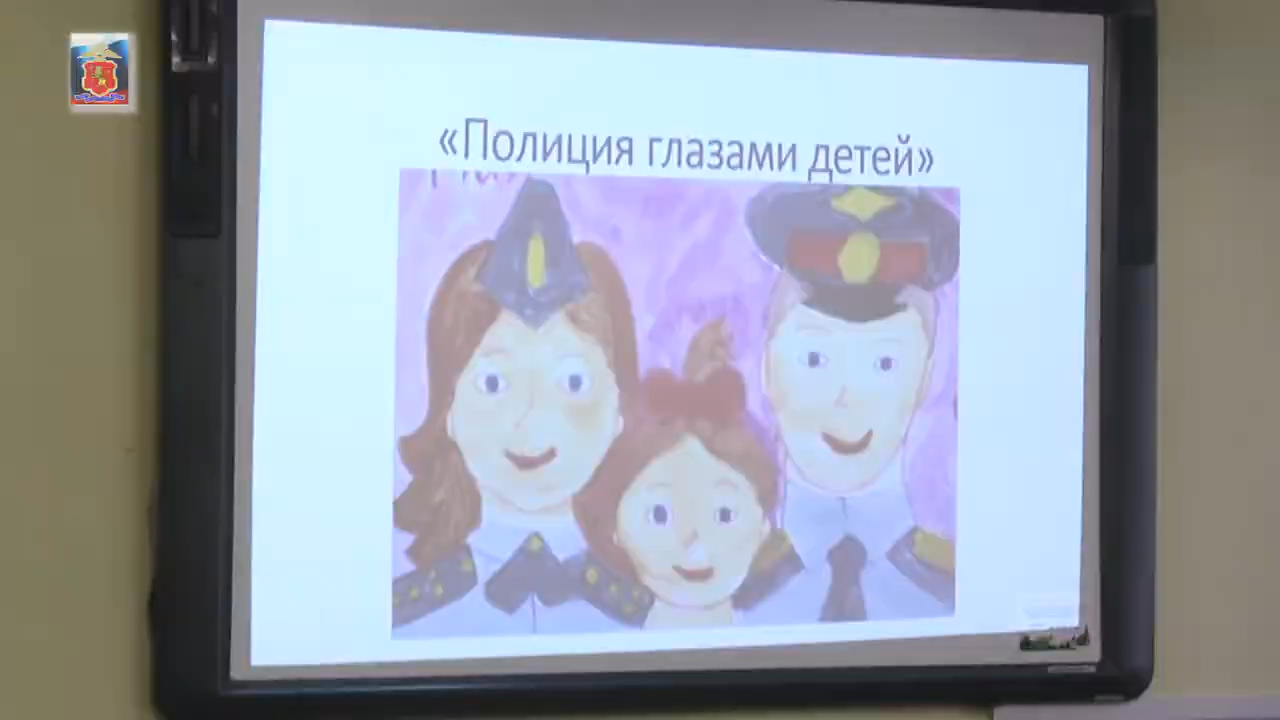 «Полиция глазами детей»